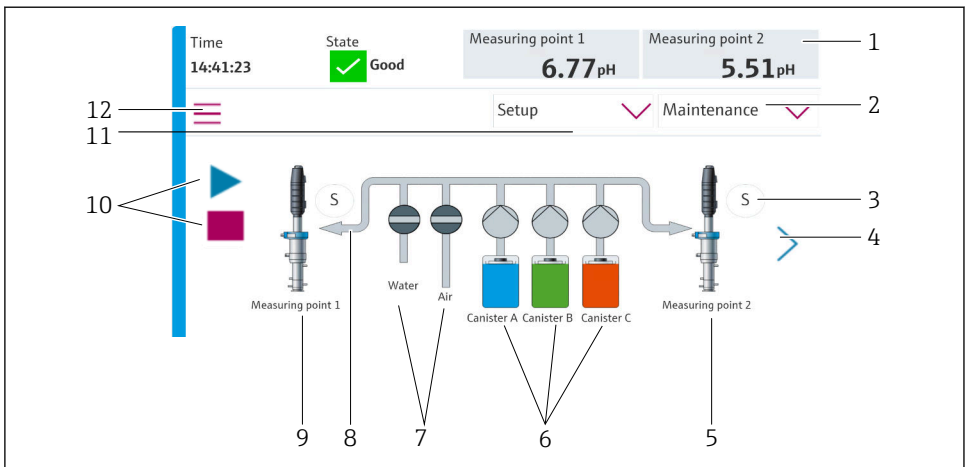 Time
State
Measuring point 1
Measuring point 2
1
14:41:23
Good
6.77pH
5.51pH
12
Setup
Maintenance
2
11
10
S
S
3
4
Water
Air
Measuring point 1
Canister A
Canister B
Canister C
Measuring point 2
9
8
7
6
5